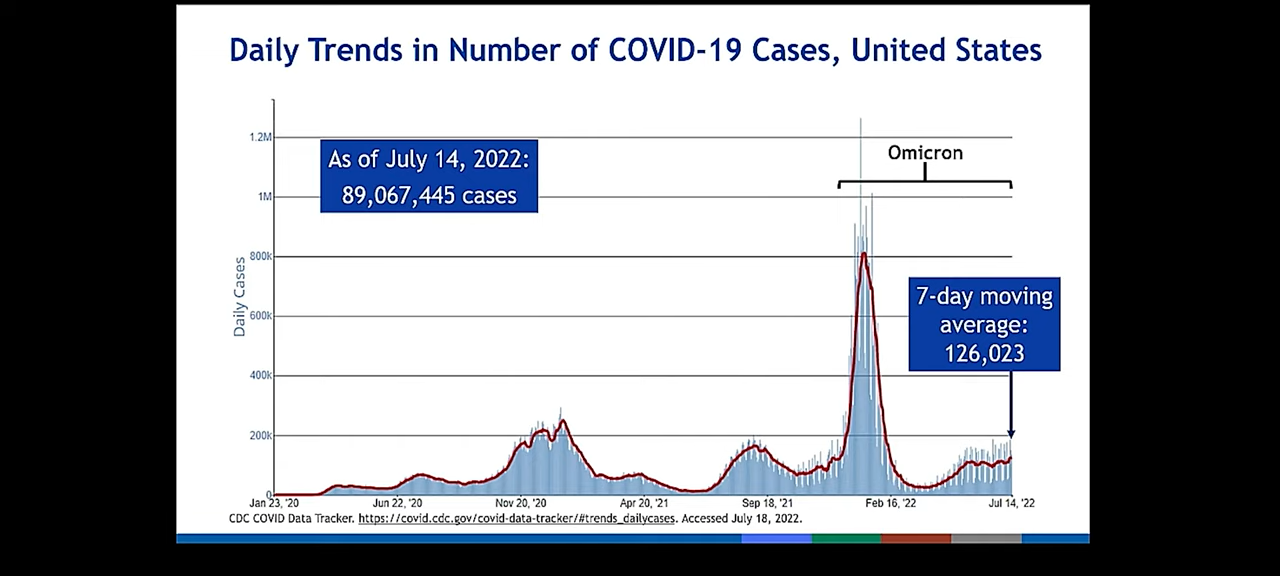 Daily Trends in Number of COVID-19 Cases, United States
1.2M
As of July 14, 2022:
89,067,445 cases
Omicron
1M
800k
Daily Cases
7-day moving
average:
126,023
600k
400k
200k
0
Jan 23, '20
Jun 22, '20
Nov 20, '20
Apr 20, '21
Sep 18, '21
Feb 16, '22
Jul 14, '22
CDC COVID Data Tracker. https://covid.cdc.gov/covid-data-tracker/#trends_dailycases. Accessed July 18, 2022.